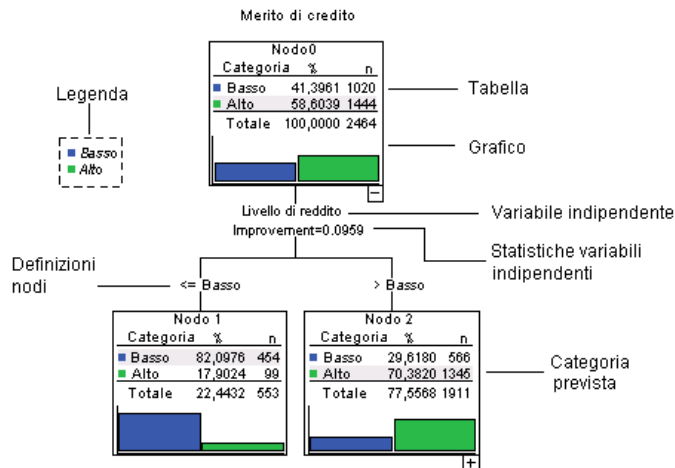 Merito di credito
Nodo0
Categoria % n
Basso 41,3961 1020
Alto 58,6039 1444
Totale 100,0000 2464
Legenda
Basso
Alto
Tabella
Grafico
Livello di reddito
Improvement=0.0959
Variabile indipendente
Statistiche variabili
indipendenti
Definizioni
nodi
<= Basso
> Basso
Nodo 1
Categoria % n
Basso 82,0976 454
Alto 17,9024 99
Totale 22,4432 553
Nodo 2
Categoria % n
Basso 29,6180 566
Alto 70,3820 1345
Totale 77,5568 1911
Categoria
prevista